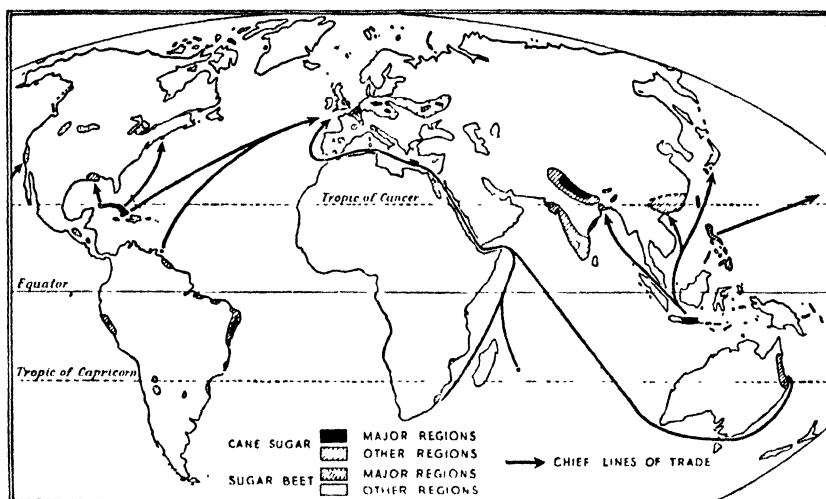 Tropic of Cancer
Equator
Tropic of Capricorn
CANE SUGAR MAJOR REGIONS
OTHER REGIONS
SUGAR BEET MAJOR REGIONS
OTHER REGIONS
CHIEF LINES OF TRADE